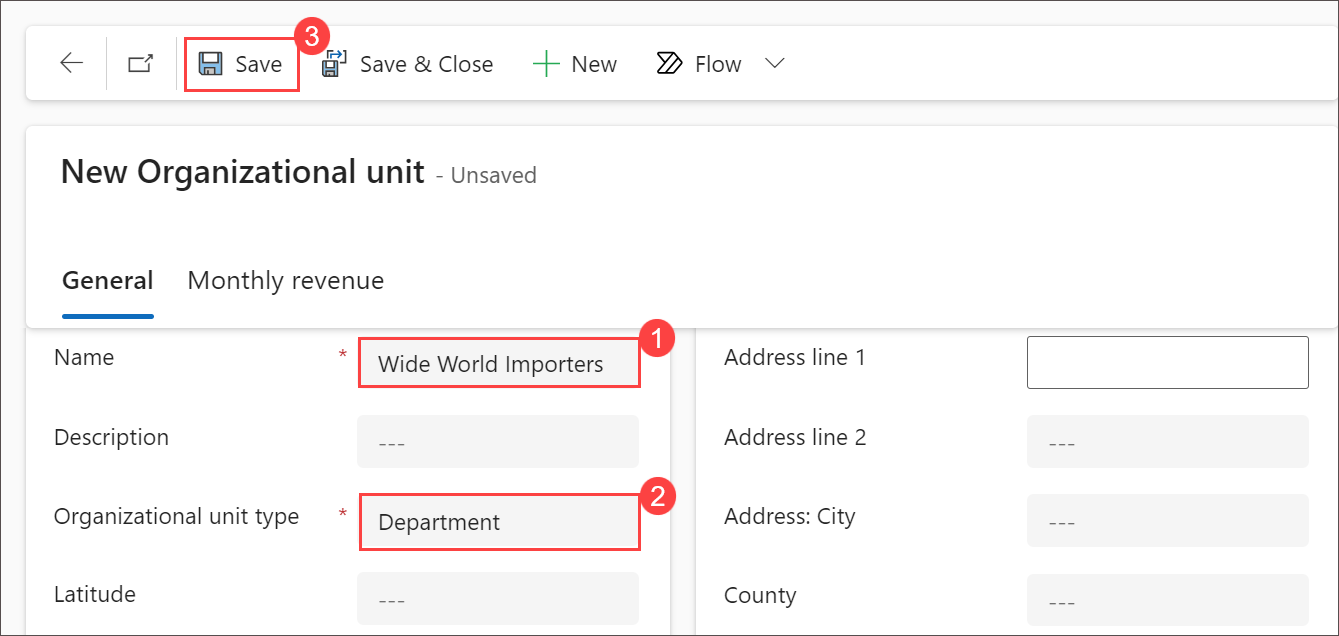 Save 3 Save & Close New Flow
New Organizational unit - Unsaved
General Monthly revenue
Name * Wide World Importers 1
Description ---
Organizational unit type * Department 2
Latitude ---
Address line 1
Address line 2 ---
Address: City ---
County ---